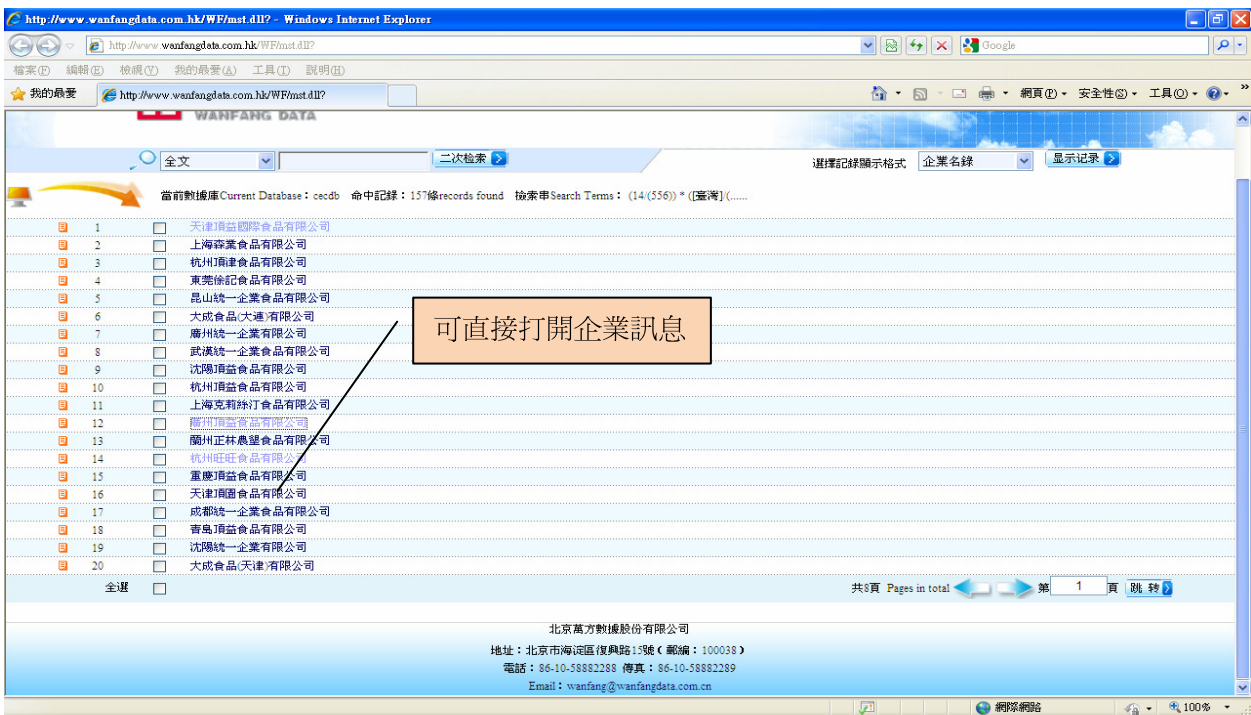 http://www.wanfangdata.com.hk/WF/mst.dll? - Windows Internet Explorer
http://www.wanfangdata.com.hk/WF/mst.dll?
Google
檔案(F) 編輯(E) 檢視(V) 我的最愛(A) 工具(T) 說明(H)
我的最愛 http://www.wanfangdata.com.hk/WF/mst.dll? 網頁(P) 安全性(S) 工具(O)
WANFANG DATA
全文 二次检索 選擇記錄顯示格式 企業名錄 显示记录
當前數據庫Current Database:cecdb 命中記錄:157條records found 檢索串Search Terms: (14/(556)) * ([臺灣]/(......
1 天津頂益國際食品有限公司
2 上海森業食品有限公司
3 杭州頂津食品有限公司
4 東莞徐記食品有限公司
5 昆山統一企業食品有限公司
6 大成食品(大連)有限公司
7 廣州統一企業有限公司
8 武漢統一企業食品有限公司
9 沈陽頂益食品有限公司
10 杭州頂益食品有限公司
11 上海克莉絲汀食品有限公司
12 廣州頂益食品有限公司
13 蘭州正林農墾食品有限公司
14 杭州旺旺食品有限公司
15 重慶頂益食品有限公司
16 天津頂園食品有限公司
17 成都統一企業食品有限公司
18 青島頂益食品有限公司
19 沈陽統一企業有限公司
20 大成食品(天津)有限公司
可直接打開企業訊息
全選 共8頁 Pages in total 第 1 頁 跳 转
北京萬方數據股份有限公司
地址:北京市海淀區復興路15號(郵編:100038)
電話:86-10-58882288 傳真:86-10-58882289
Email:wanfang@wanfangdata.com.cn
網際網路 100%